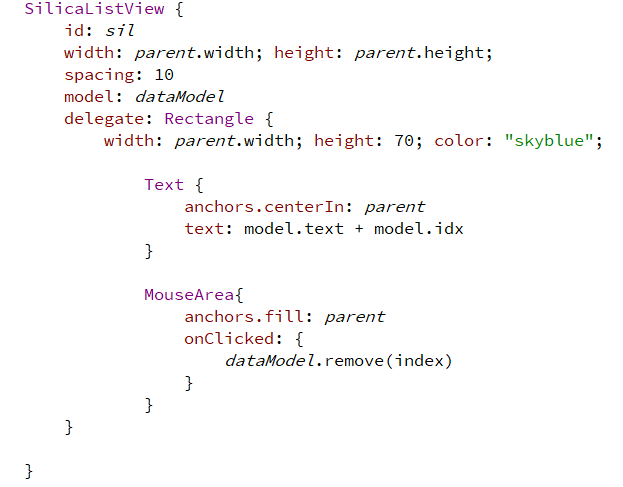 SilicaListView {
    id: sil
    width: parent.width; height: parent.height;
    spacing: 10
    model: dataModel
    delegate: Rectangle {
        width: parent.width; height: 70; color: "skyblue";

            Text {
                anchors.centerIn: parent
                text: model.text + model.idx
            }

            MouseArea{
                anchors.fill: parent
                onClicked: {
                    dataModel.remove(index)
                }
            }
    }

}